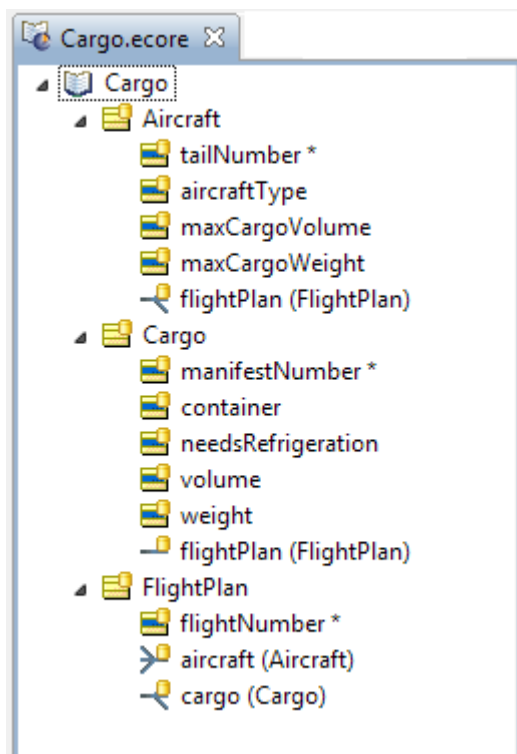 Cargo.ecore
Cargo
Aircraft
tailNumber *
aircraftType
maxCargoVolume
maxCargoWeight
flightPlan (FlightPlan)
Cargo
manifestNumber *
container
needsRefrigeration
volume
weight
flightPlan (FlightPlan)
FlightPlan
flightNumber *
aircraft (Aircraft)
cargo (Cargo)